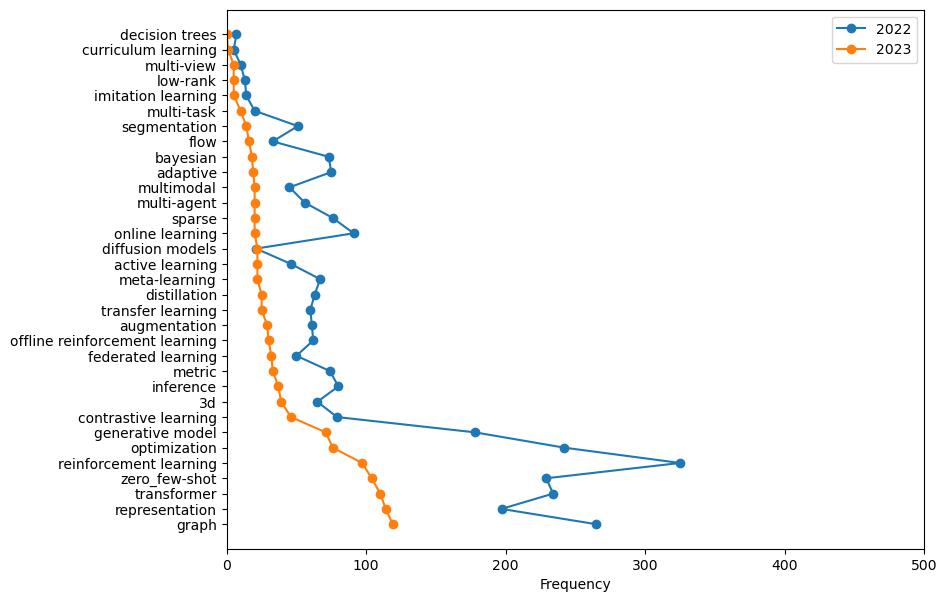 2022
2023
decision trees
curriculum learning
multi-view
low-rank
imitation learning
multi-task
segmentation
flow
bayesian
adaptive
multimodal
multi-agent
sparse
online learning
diffusion models
active learning
meta-learning
distillation
transfer learning
augmentation
offline reinforcement learning
federated learning
metric
inference
3d
contrastive learning
generative model
optimization
reinforcement learning
zero_few-shot
transformer
representation
graph
0 100 200 300 400 500
Frequency